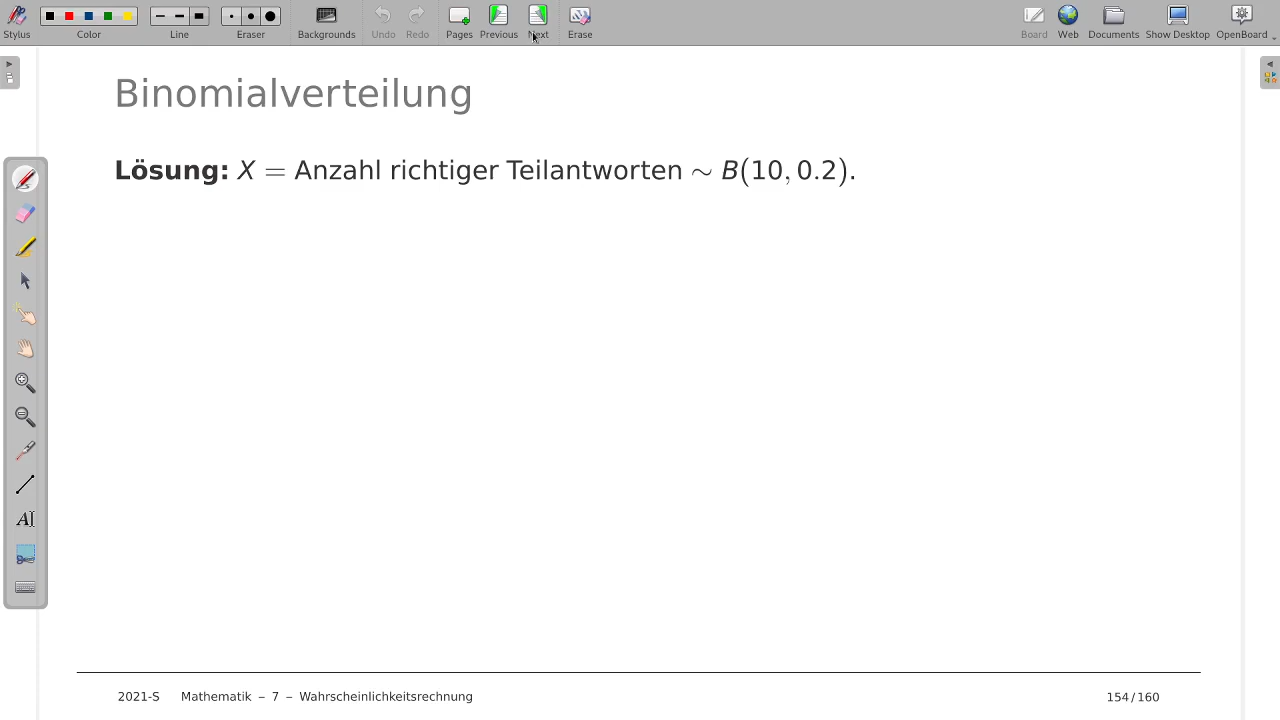 Stylus Color Line Eraser Backgrounds Undo Redo Pages Previous Next Erase Board Web Documents Show Desktop OpenBoard
Binomialverteilung
Lösung: X = Anzahl richtiger Teilantworten ∼ B(10, 0.2).
AI
2021-S Mathematik – 7 – Wahrscheinlichkeitsrechnung 154/160